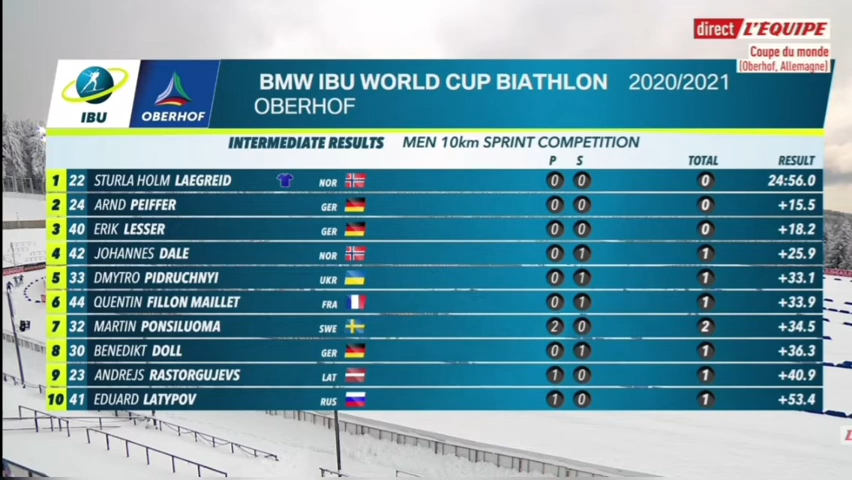 direct L'ÉQUIPE
Coupe du monde
(Oberhof, Allemagne)
IBU
OBERHOF
BMW IBU WORLD CUP BIATHLON 2020/2021
OBERHOF
INTERMEDIATE RESULTS MEN 10km SPRINT COMPETITION
P S TOTAL RESULT
1 22 STURLA HOLM LAEGREID NOR 0 0 0 24:56.0
2 24 ARND PEIFFER GER 0 0 0 +15.5
3 40 ERIK LESSER GER 0 0 0 +18.2
4 42 JOHANNES DALE NOR 0 1 1 +25.9
5 33 DMYTRO PIDRUCHNYI UKR 0 1 1 +33.1
6 44 QUENTIN FILLON MAILLET FRA 0 1 1 +33.9
7 32 MARTIN PONSILUOMA SWE 2 0 2 +34.5
8 30 BENEDIKT DOLL GER 0 1 1 +36.3
9 23 ANDREJS RASTORGUJEVS LAT 1 0 1 +40.9
10 41 EDUARD LATYPOV RUS 1 0 1 +53.4